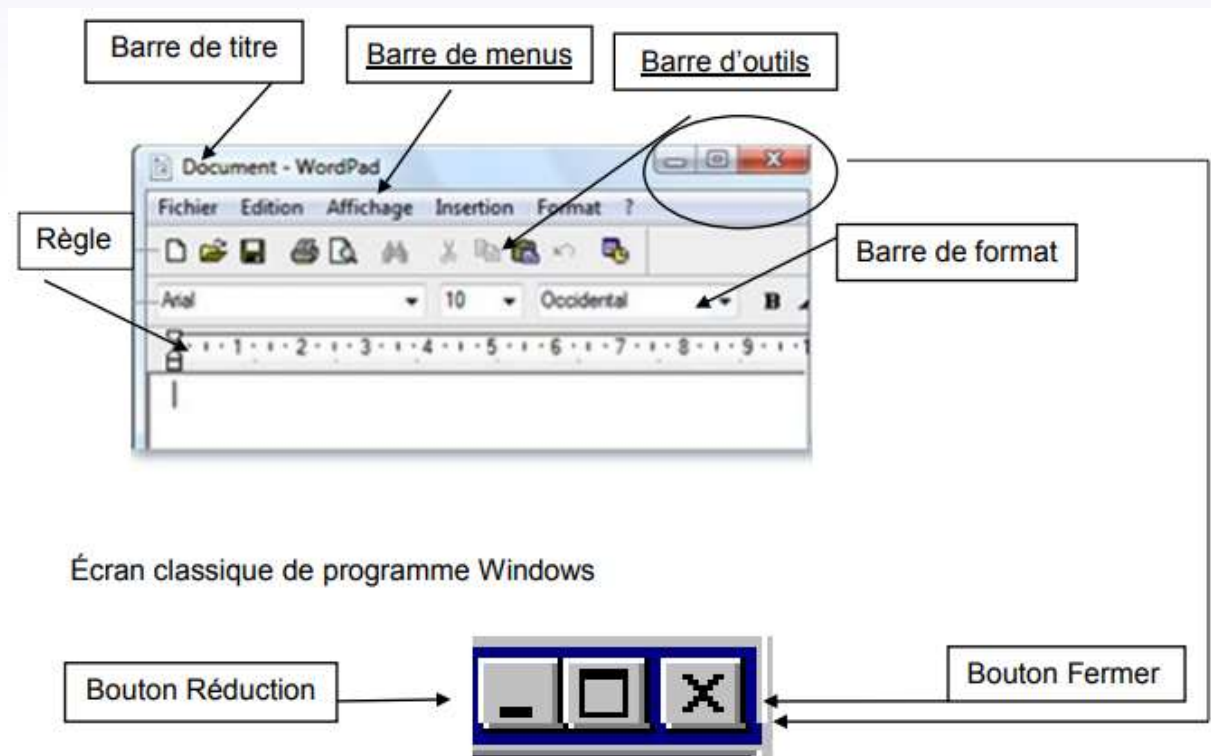 Barre de titre
Barre de menus
Barre d'outils
Document - WordPad
Fichier Edition Affichage Insertion Format ?
Règle
Barre de format
Arial 10 Occidental B
1 2 3 4 5 6 7 8 9 1
Écran classique de programme Windows
Bouton Réduction
Bouton Fermer